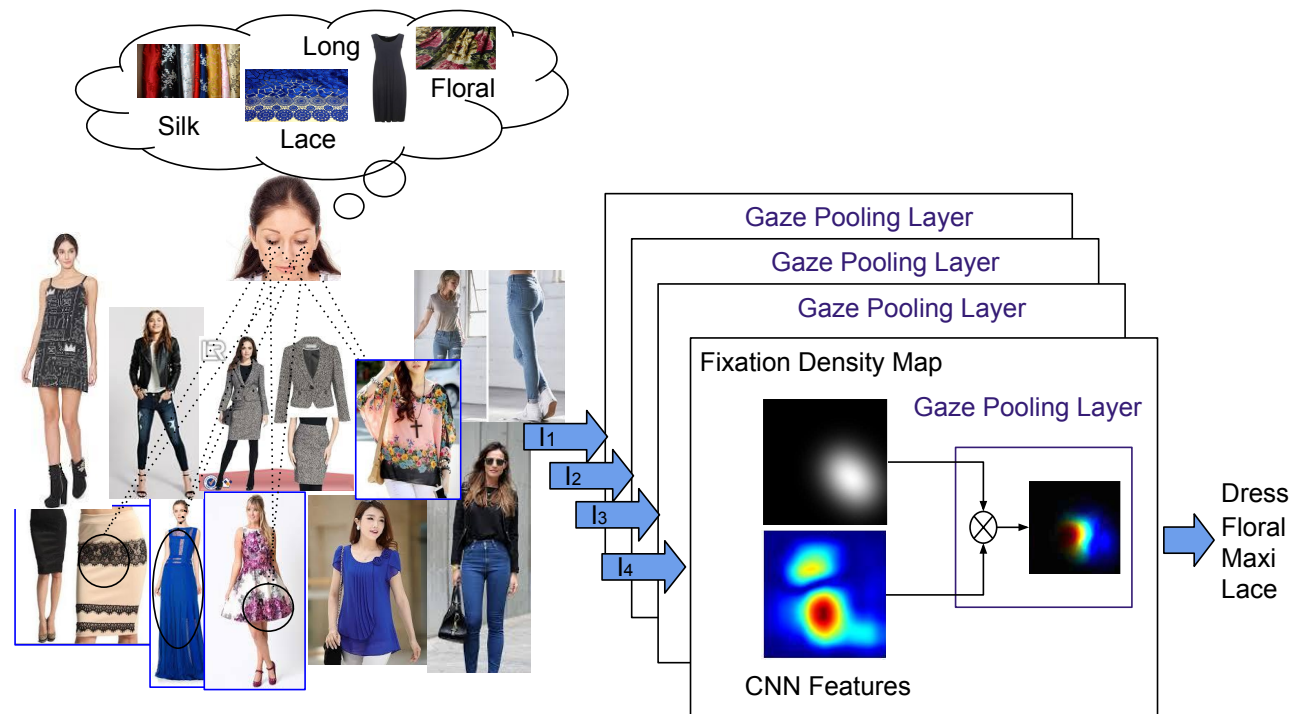 Long
Floral
Silk
Lace
LR
Gaze Pooling Layer
Gaze Pooling Layer
Gaze Pooling Layer
Fixation Density Map
Gaze Pooling Layer
I1
I2
I3
I4
CNN Features
Dress
Floral
Maxi
Lace